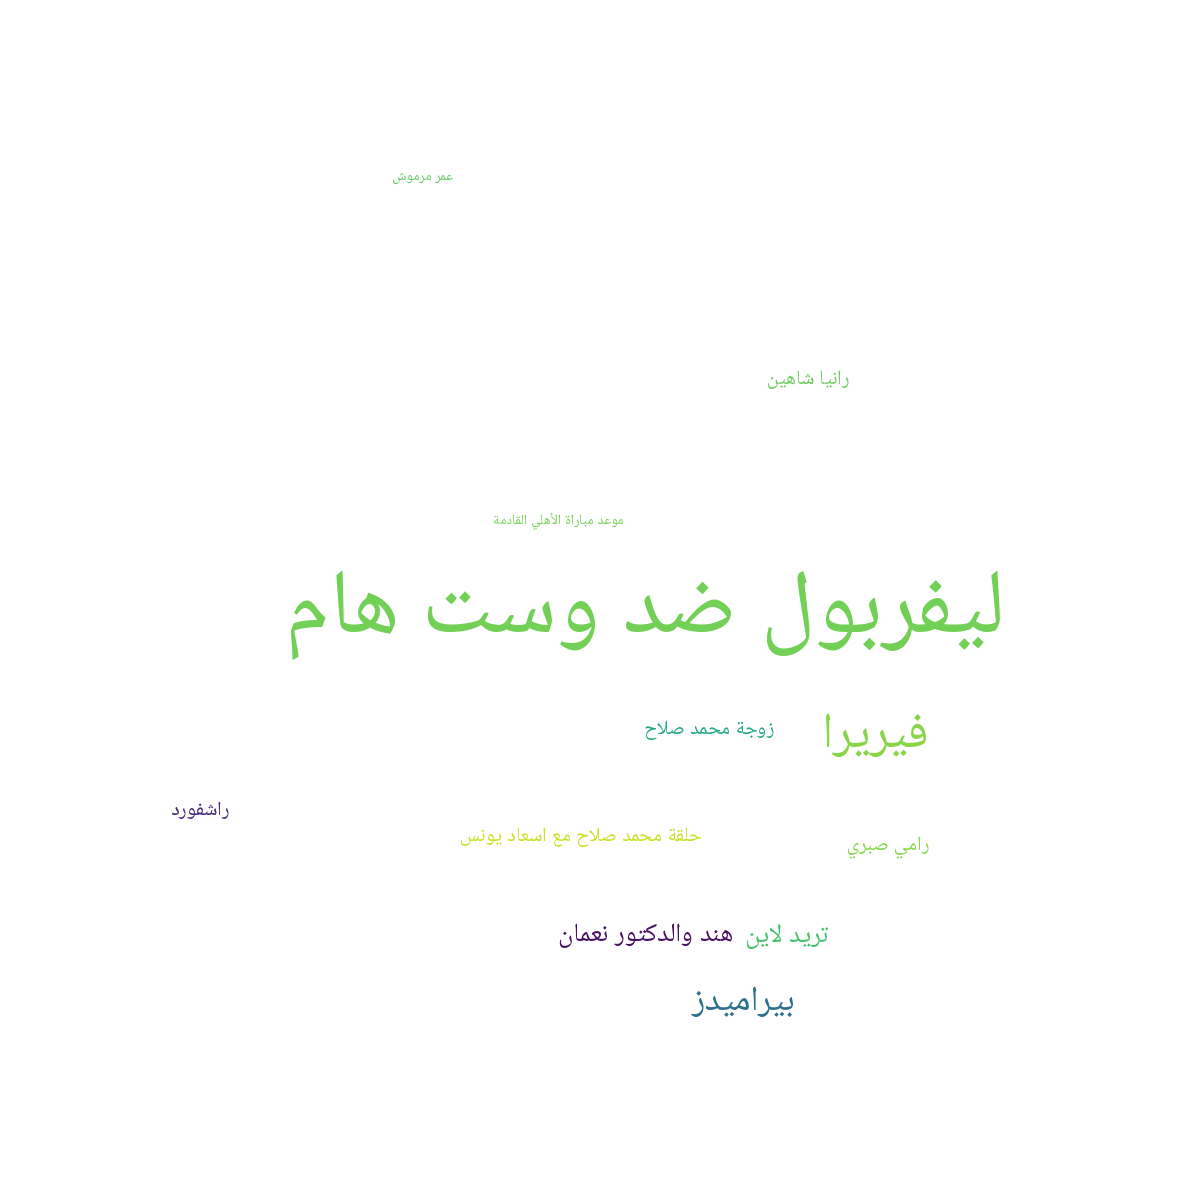 عمر مرموش
رانيا شاهين
موعد مباراة الأهلي القادمة
ليفربول ضد وست هام
فيريرا
زوجة محمد صلاح
راشفورد
حلقة محمد صلاح مع اسعاد يونس
رامي صبري
تريد لاين
هند والدكتور نعمان
بيراميدز